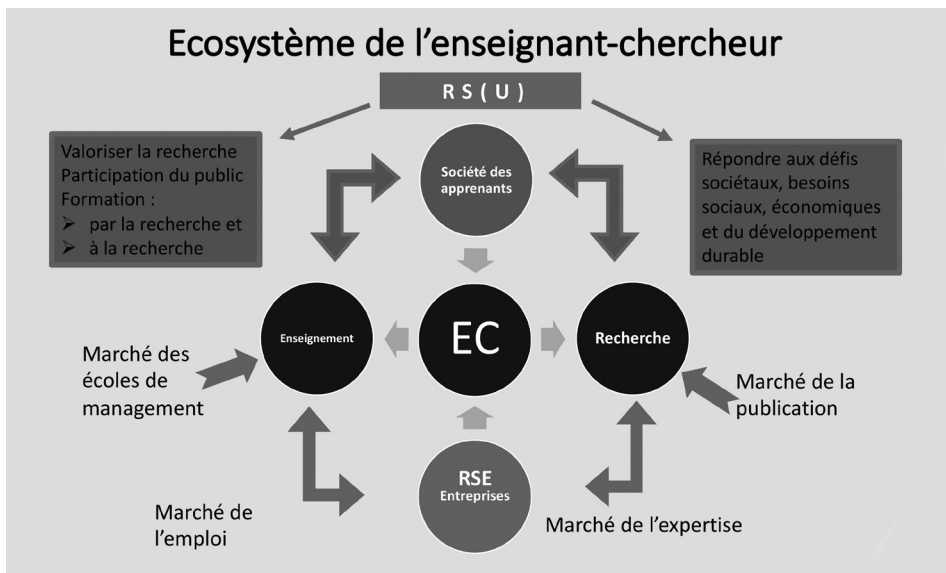 Ecosystème de l'enseignant-chercheur
R S ( U )
Valoriser la recherche
Participation du public
Formation :
➢ par la recherche et
➢ à la recherche
Société des
apprenants
Répondre aux défis
sociétaux, besoins
sociaux, économiques
et du développement
durable
Enseignement
EC
Recherche
Marché des
écoles de
management
Marché de la
publication
RSE
Entreprises
Marché de
l'emploi
Marché de l'expertise